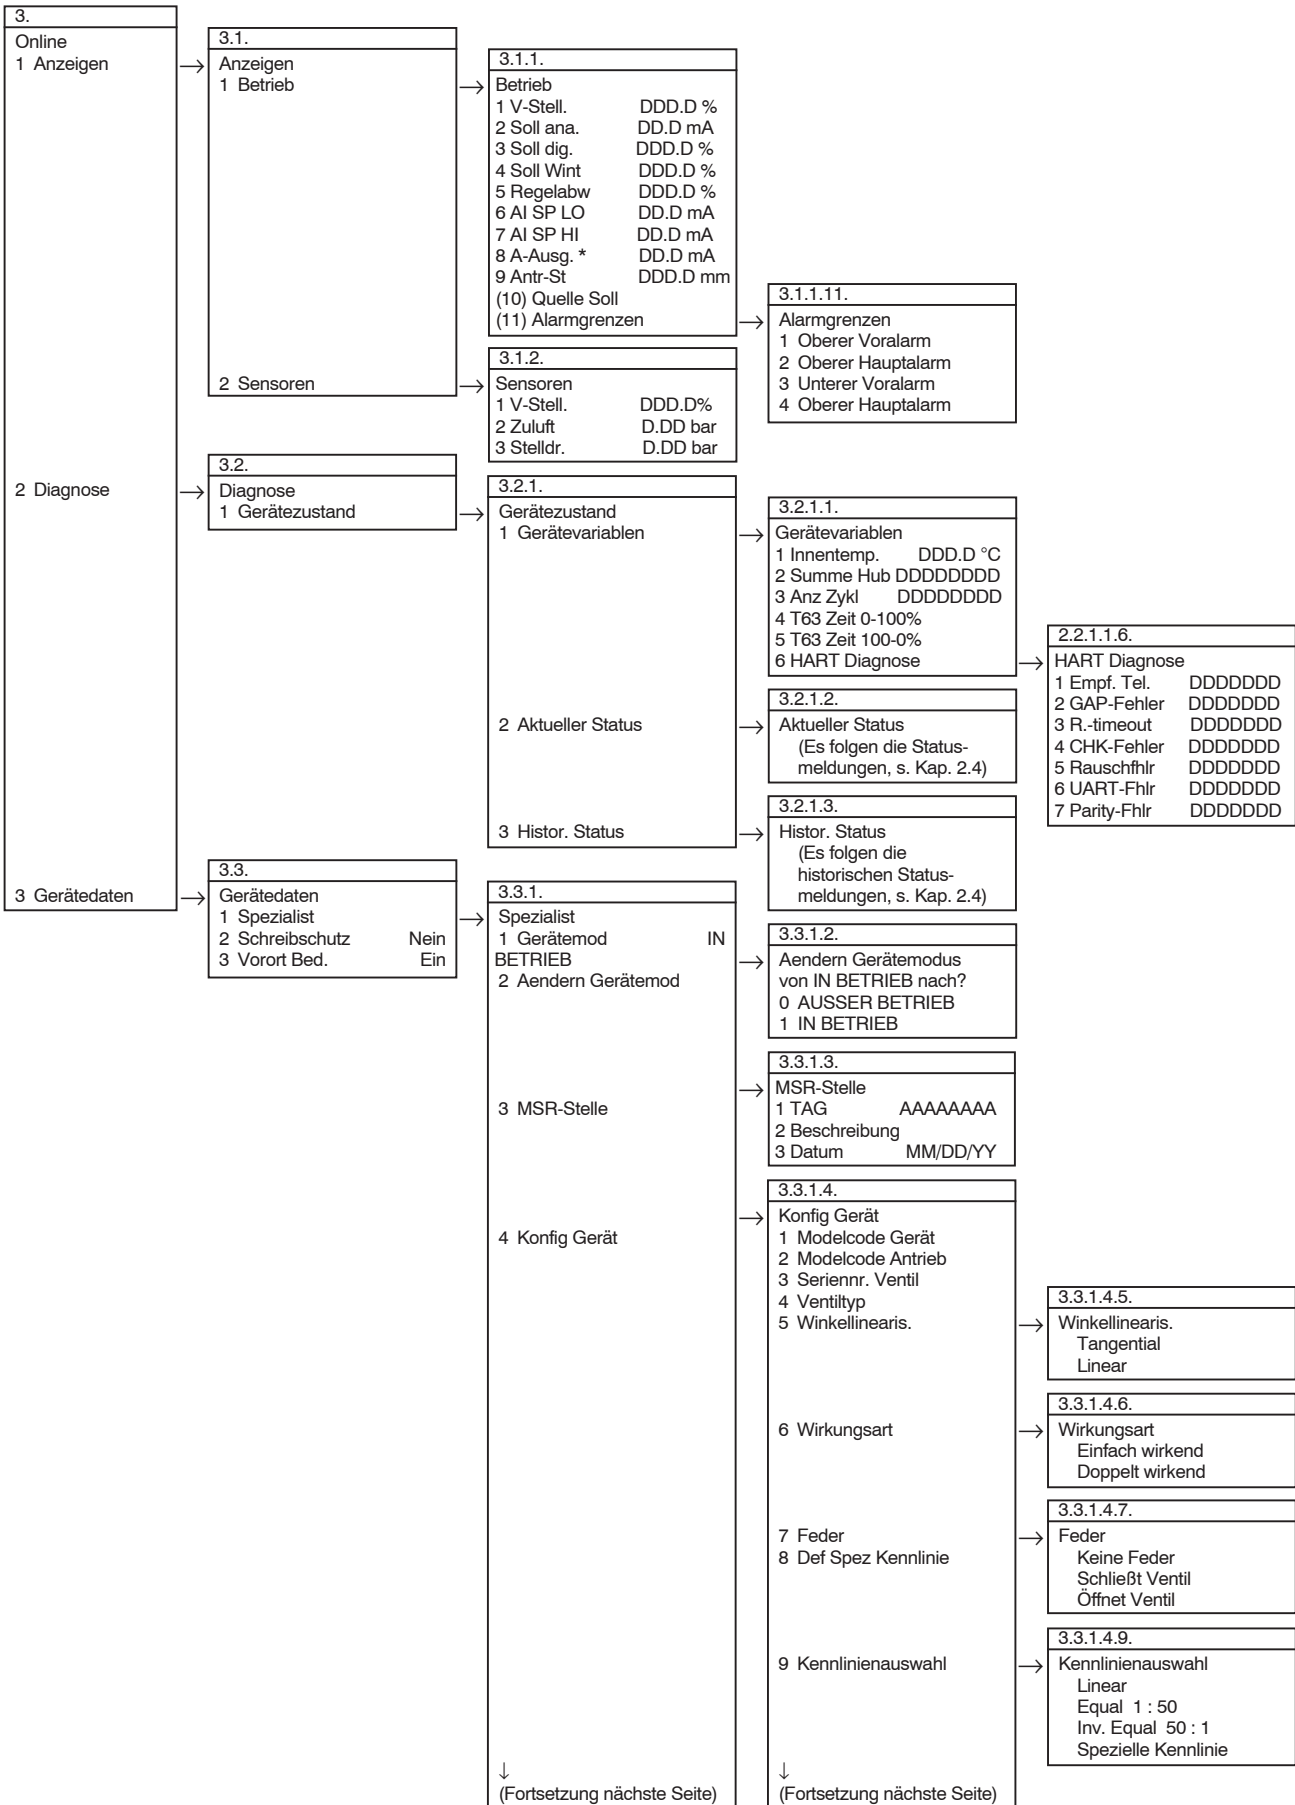 3.
Online
1 Anzeigen
2 Diagnose
3 Gerätedaten
3.1.
Anzeigen
1 Betrieb
2 Sensoren
3.1.1.
Betrieb
1 V-Stell. DDD.D %
2 Soll ana. DD.D mA
3 Soll dig. DDD.D %
4 Soll Wint DDD.D %
5 Regelabw DDD.D %
6 AI SP LO DD.D mA
7 AI SP HI DD.D mA
8 A-Ausg. * DD.D mA
9 Antr-St DDD.D mm
(10) Quelle Soll
(11) Alarmgrenzen
3.1.1.11.
Alarmgrenzen
1 Oberer Voralarm
2 Oberer Hauptalarm
3 Unterer Voralarm
4 Oberer Hauptalarm
3.1.2.
Sensoren
1 V-Stell. DDD.D%
2 Zuluft D.DD bar
3 Stelldr. D.DD bar
3.2.
Diagnose
1 Gerätezustand
3.2.1.
Gerätezustand
1 Gerätevariablen
2 Aktueller Status
3 Histor. Status
3.2.1.1.
Gerätevariablen
1 Innentemp. DDD.D °C
2 Summe Hub DDDDDDDD
3 Anz Zykl DDDDDDDD
4 T63 Zeit 0-100%
5 T63 Zeit 100-0%
6 HART Diagnose
2.2.1.1.6.
HART Diagnose
1 Empf. Tel. DDDDDDD
2 GAP-Fehler DDDDDDD
3 R.-timeout DDDDDDD
4 CHK-Fehler DDDDDDD
5 Rauschfhlr DDDDDDD
6 UART-Fhlr DDDDDDD
7 Parity-Fhlr DDDDDDD
3.2.1.2.
Aktueller Status
(Es folgen die Status-
meldungen, s. Kap. 2.4)
3.2.1.3.
Histor. Status
(Es folgen die
historischen Status-
meldungen, s. Kap. 2.4)
3.3.
Gerätedaten
1 Spezialist
2 Schreibschutz Nein
3 Vorort Bed. Ein
3.3.1.
Spezialist
1 Gerätemod IN
BETRIEB
2 Aendern Gerätemod
3 MSR-Stelle
4 Konfig Gerät
↓
(Fortsetzung nächste Seite)
3.3.1.2.
Aendern Gerätemodus
von IN BETRIEB nach?
0 AUSSER BETRIEB
1 IN BETRIEB
3.3.1.3.
MSR-Stelle
1 TAG AAAAAAAA
2 Beschreibung
3 Datum MM/DD/YY
3.3.1.4.
Konfig Gerät
1 Modelcode Gerät
2 Modelcode Antrieb
3 Seriennr. Ventil
4 Ventiltyp
5 Winkellinearis.
6 Wirkungsart
7 Feder
8 Def Spez Kennlinie
9 Kennlinienauswahl
↓
(Fortsetzung nächste Seite)
3.3.1.4.5.
Winkellinearis.
Tangential
Linear
3.3.1.4.6.
Wirkungsart
Einfach wirkend
Doppelt wirkend
3.3.1.4.7.
Feder
Keine Feder
Schließt Ventil
Öffnet Ventil
3.3.1.4.9.
Kennlinienauswahl
Linear
Equal 1 : 50
Inv. Equal 50 : 1
Spezielle Kennlinie